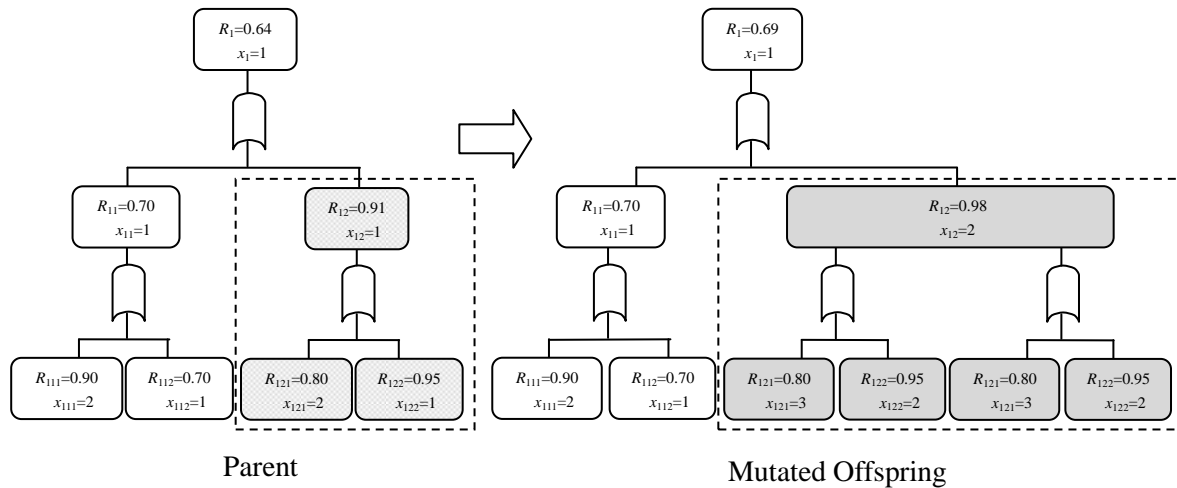 R₁=0.64
x₁=1
R₁=0.69
x₁=1
R₁₁=0.70
x₁₁=1
R₁₂=0.91
x₁₂=1
R₁₁=0.70
x₁₁=1
R₁₂=0.98
x₁₂=2
R₁₁₁=0.90
x₁₁₁=2
R₁₁₂=0.70
x₁₁₂=1
R₁₂₁=0.80
x₁₂₁=2
R₁₂₂=0.95
x₁₂₂=1
R₁₁₁=0.90
x₁₁₁=2
R₁₁₂=0.70
x₁₁₂=1
R₁₂₁=0.80
x₁₂₁=3
R₁₂₂=0.95
x₁₂₂=2
R₁₂₁=0.80
x₁₂₁=3
R₁₂₂=0.95
x₁₂₂=2
Parent
Mutated Offspring